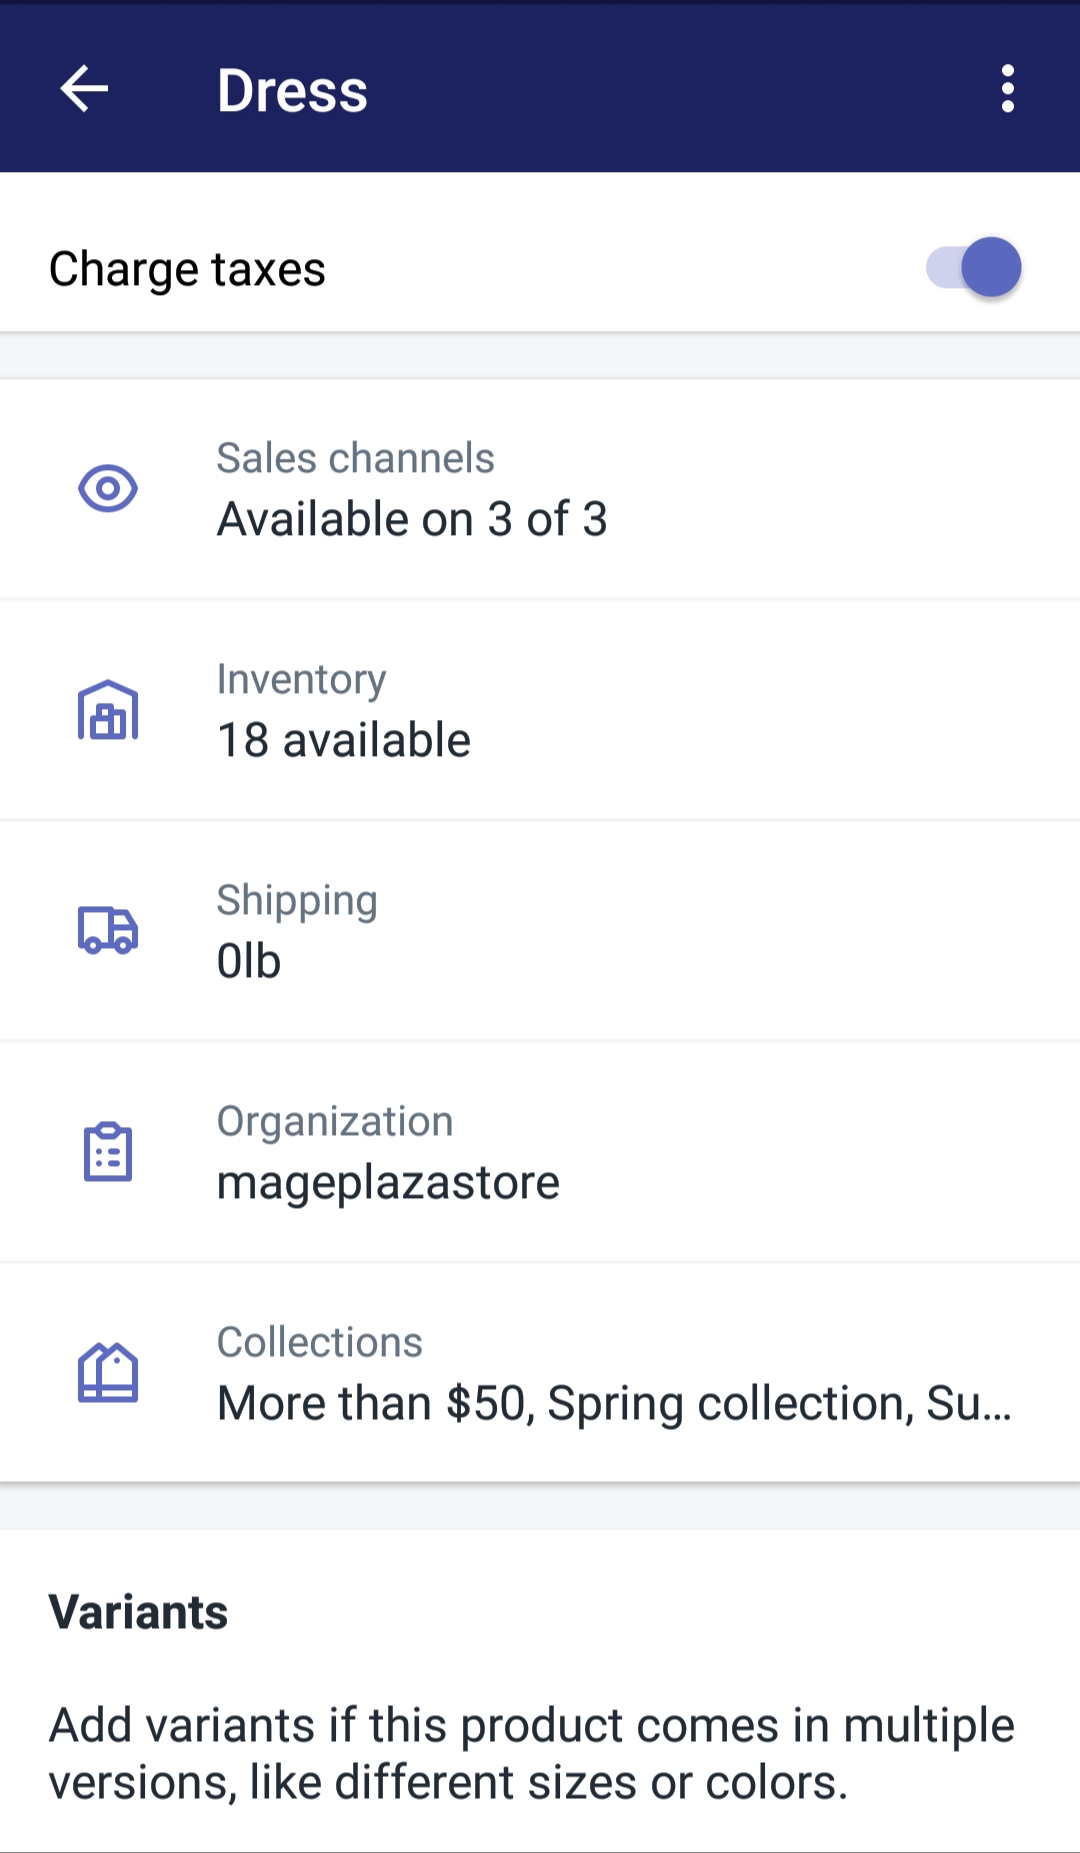 Dress
Charge taxes
Sales channels
Available on 3 of 3
Inventory
18 available
Shipping
0lb
Organization
mageplazastore
Collections
More than $50, Spring collection, Su...
Variants
Add variants if this product comes in multiple
versions, like different sizes or colors.